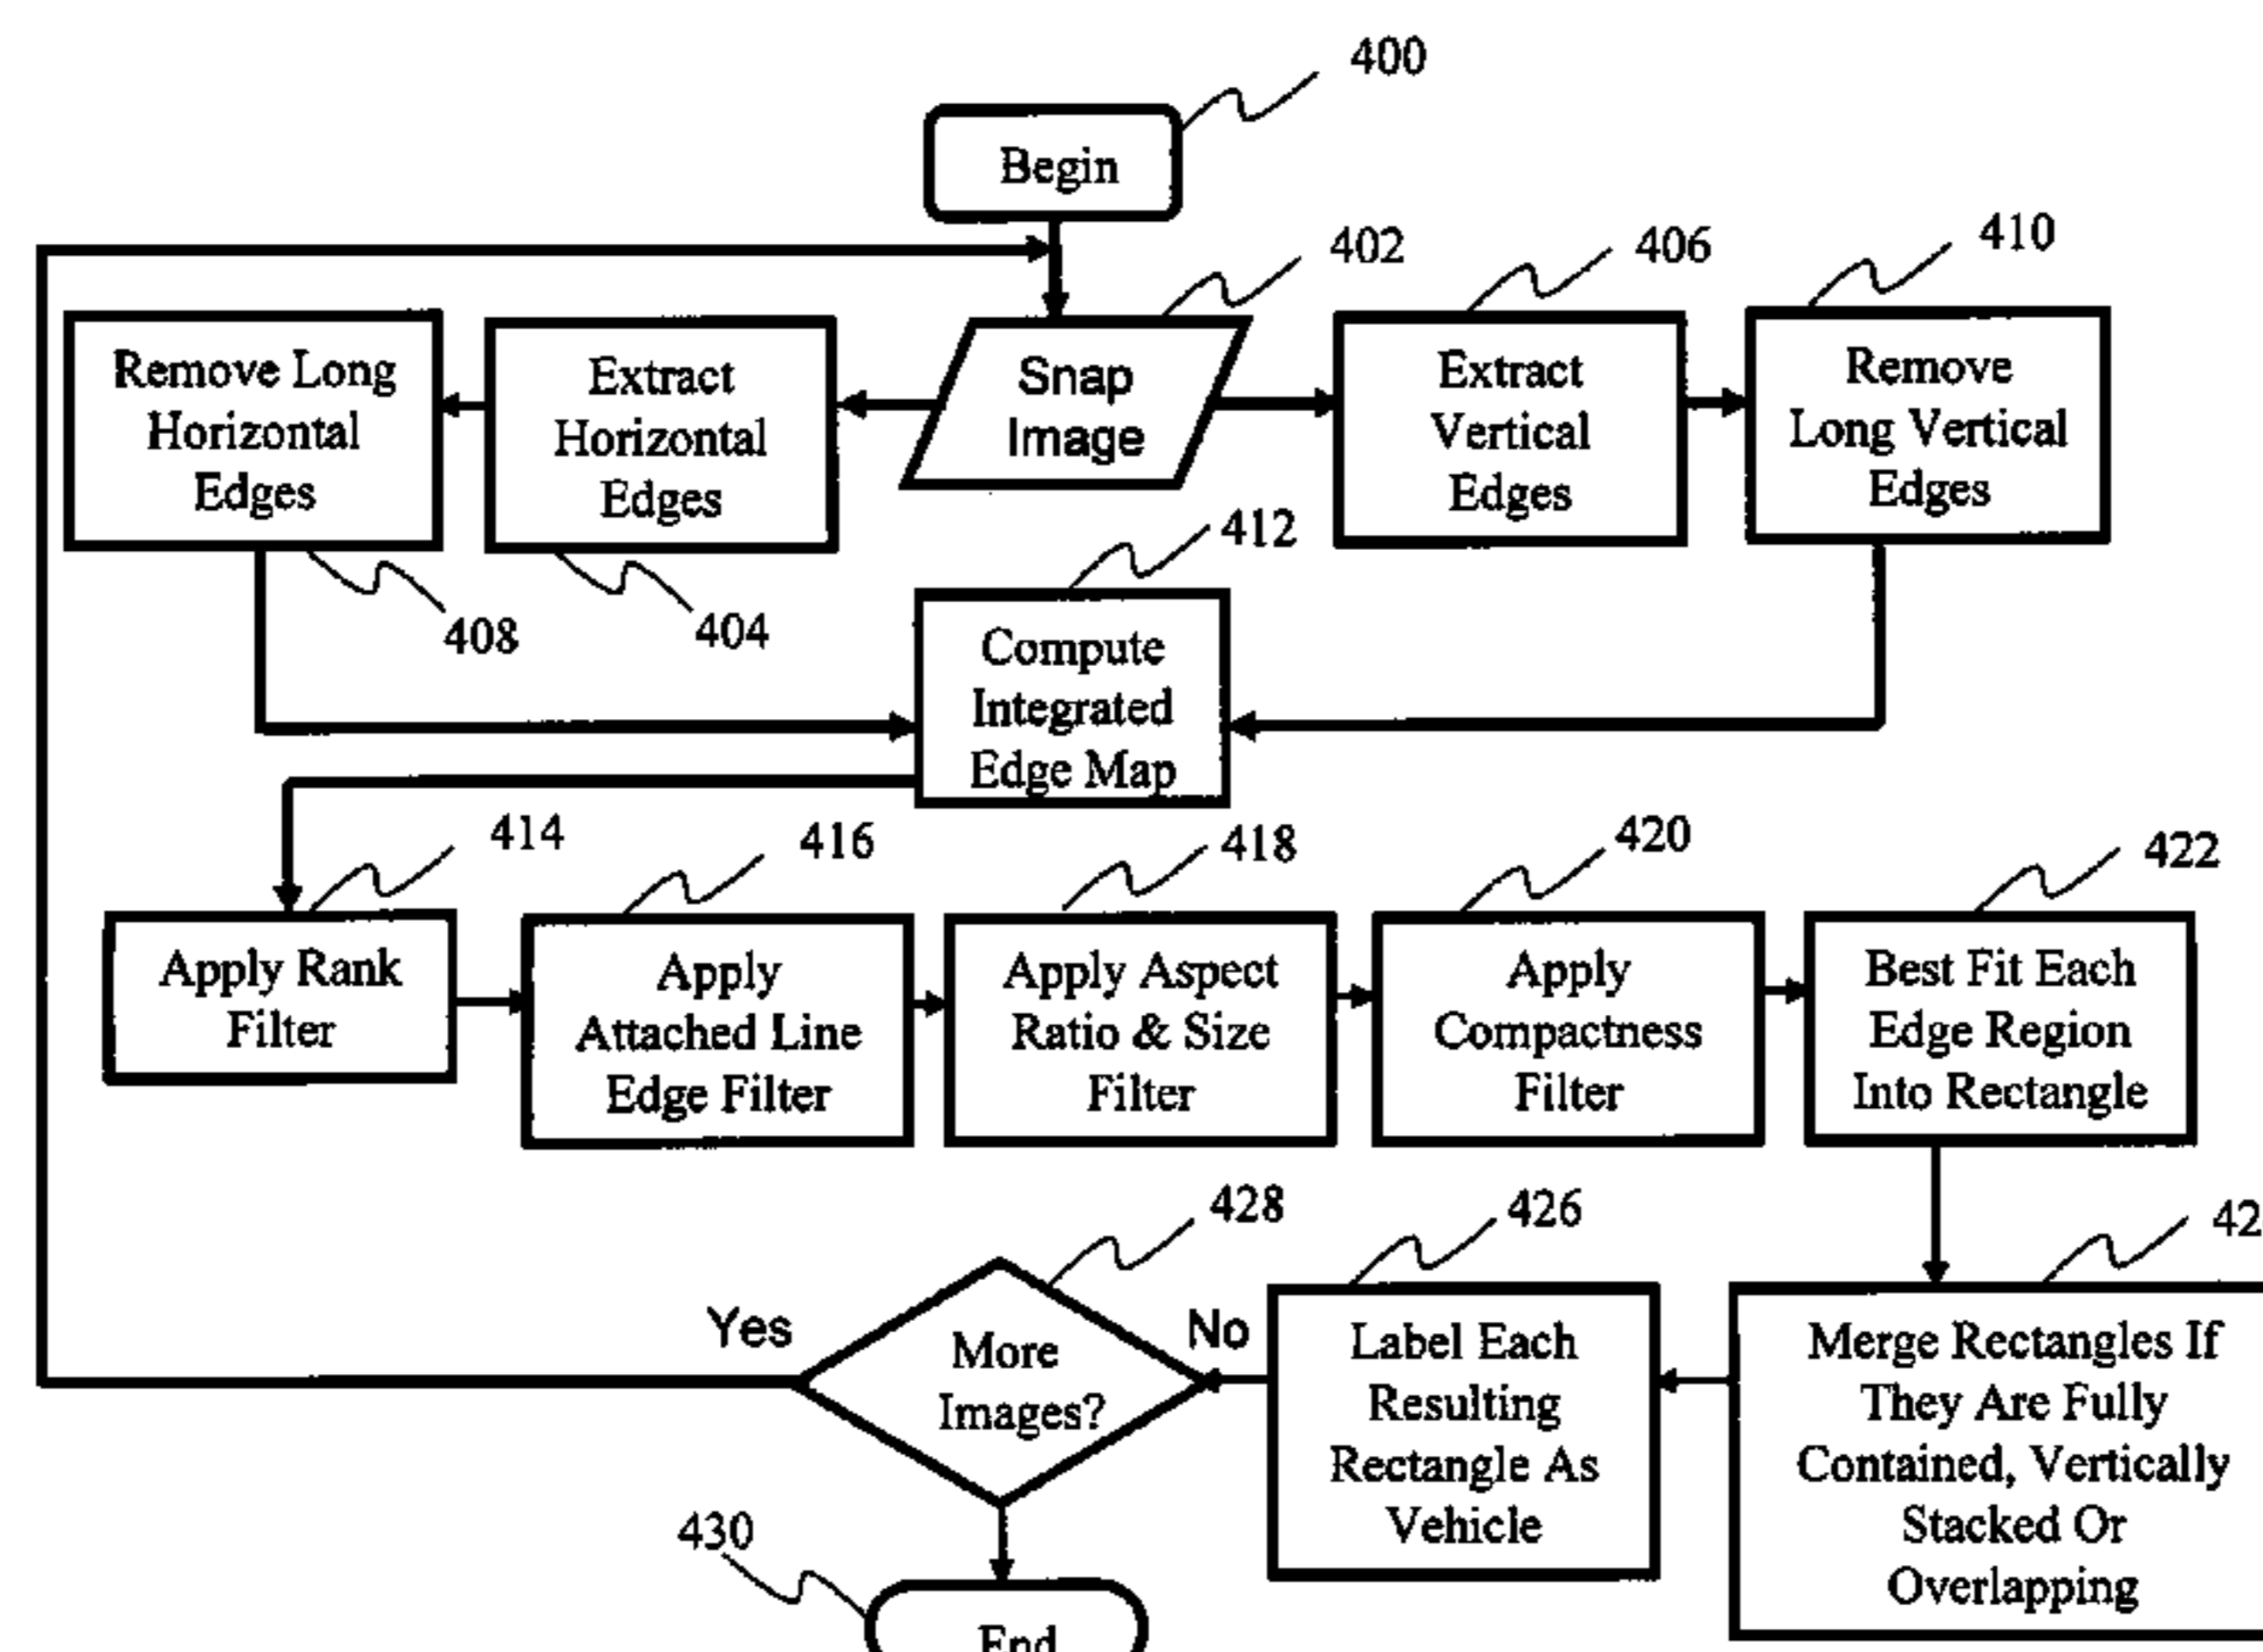 400
Begin
402
406
410
Remove Long
Horizontal
Edges
Extract
Horizontal
Edges
Snap
Image
Extract
Vertical
Edges
Remove
Long Vertical
Edges
412
408
404
Compute
Integrated
Edge Map
414
416
418
420
422
Apply Rank
Filter
Apply
Attached Line
Edge Filter
Apply Aspect
Ratio & Size
Filter
Apply
Compactness
Filter
Best Fit Each
Edge Region
Into Rectangle
428
426
42
Yes
More
Images?
No
Label Each
Resulting
Rectangle As
Vehicle
Merge Rectangles If
They Are Fully
Contained, Vertically
Stacked Or
Overlapping
430
End